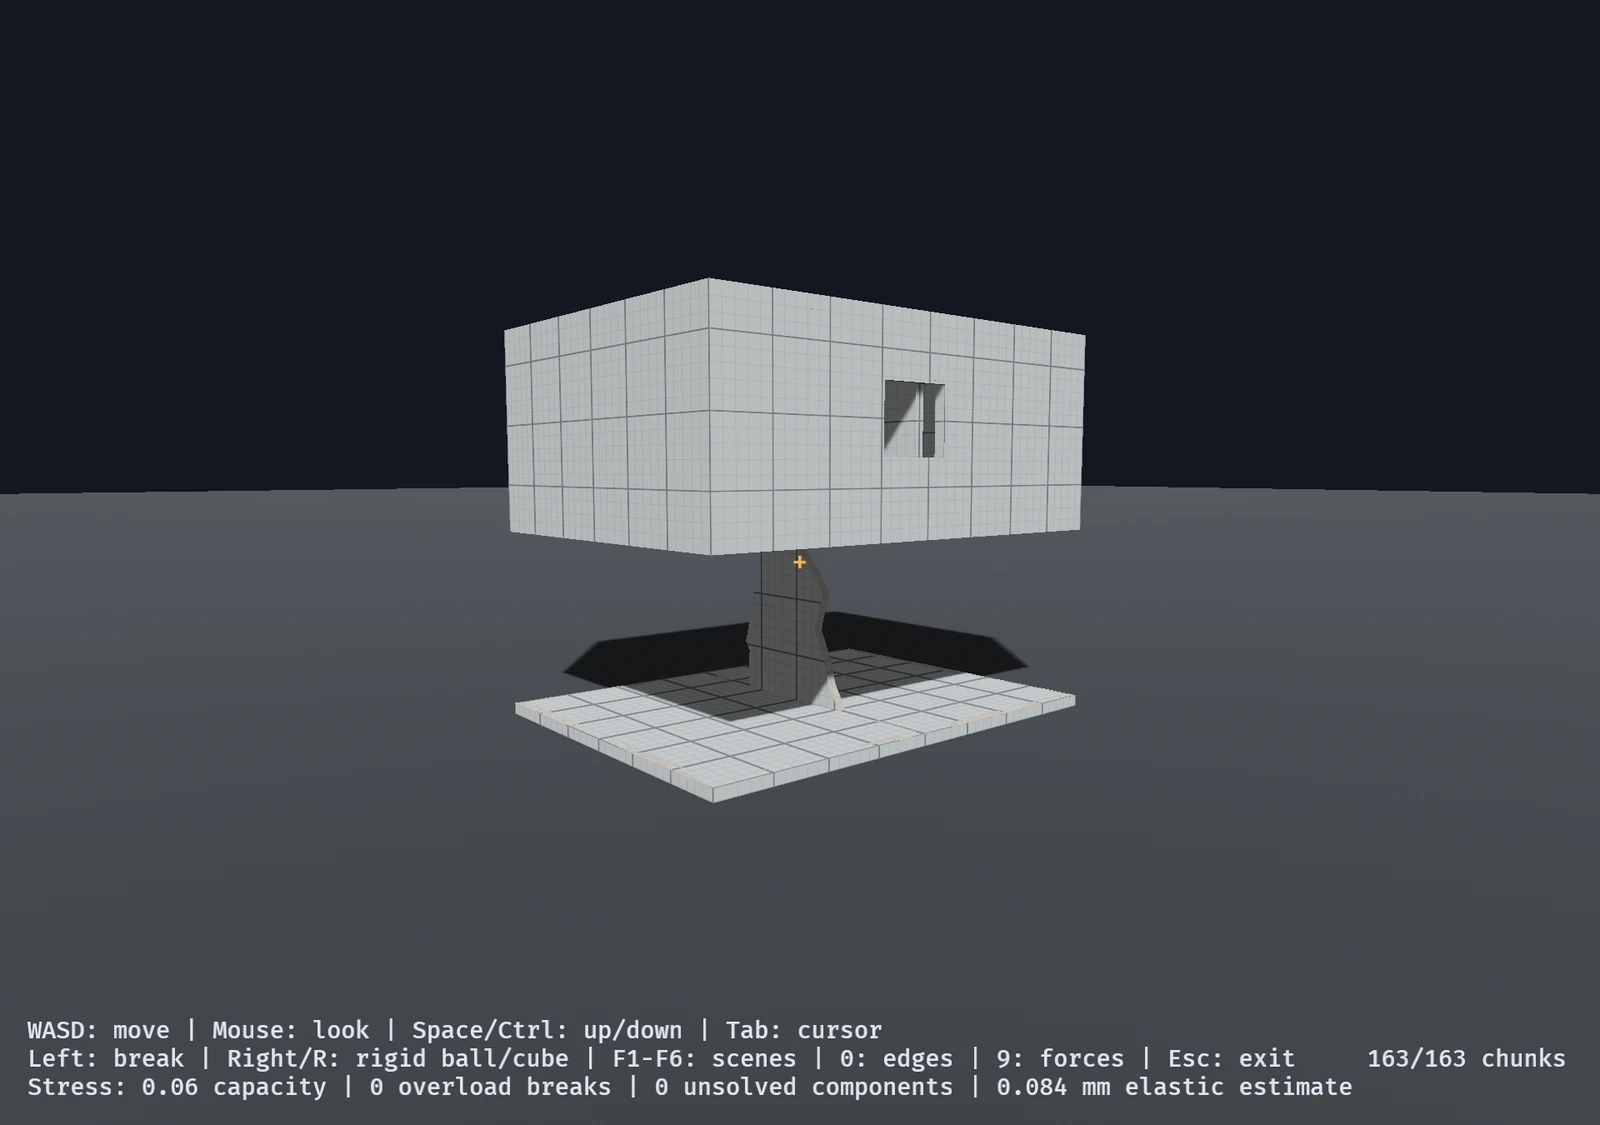 WASD: move | Mouse: look | Space/Ctrl: up/down | Tab: cursor
Left: break | Right/R: rigid ball/cube | F1-F6: scenes | 0: edges | 9: forces | Esc: exit 163/163 chunks
Stress: 0.06 capacity | 0 overload breaks | 0 unsolved components | 0.084 mm elastic estimate